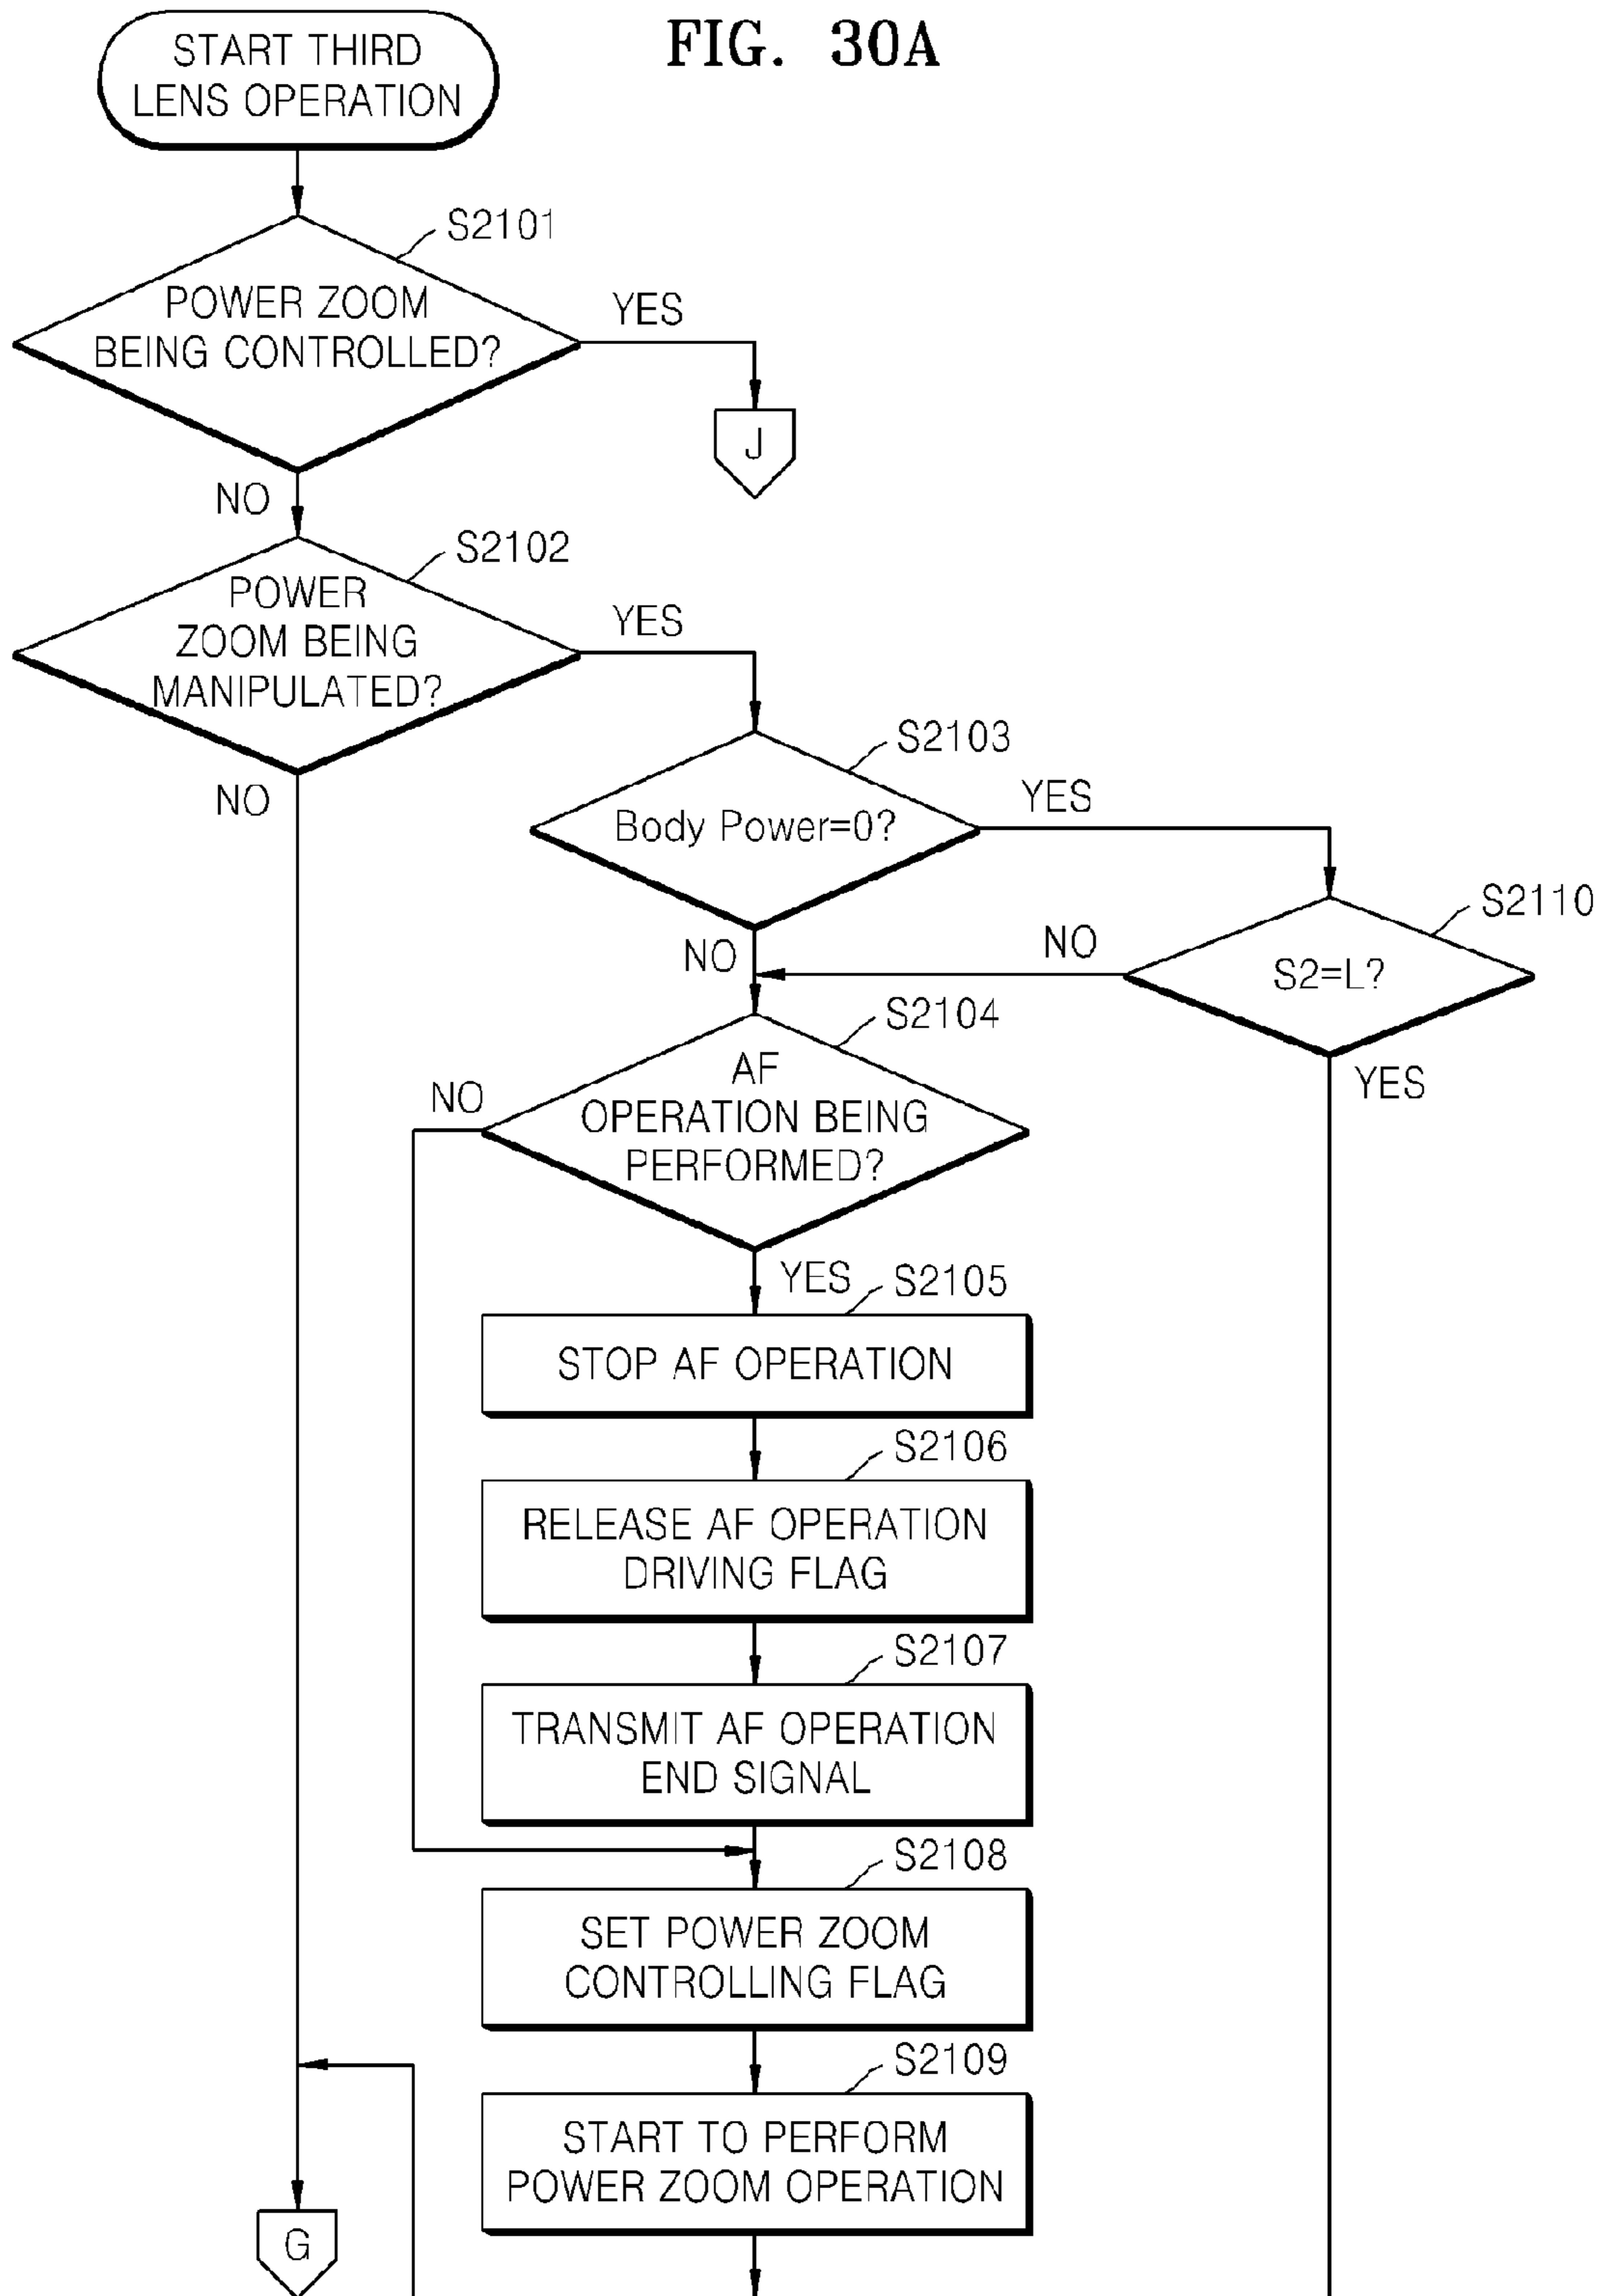 FIG. 30A
START THIRD
LENS OPERATION
S2101
POWER ZOOM
BEING CONTROLLED?
YES
J
NO
S2102
POWER
ZOOM BEING
MANIPULATED?
YES
NO
S2103
Body Power=0?
YES
NO
S2110
S2=L?
NO
YES
S2104
AF
OPERATION BEING
PERFORMED?
NO
YES
S2105
STOP AF OPERATION
S2106
RELEASE AF OPERATION
DRIVING FLAG
S2107
TRANSMIT AF OPERATION
END SIGNAL
S2108
SET POWER ZOOM
CONTROLLING FLAG
S2109
START TO PERFORM
POWER ZOOM OPERATION
G